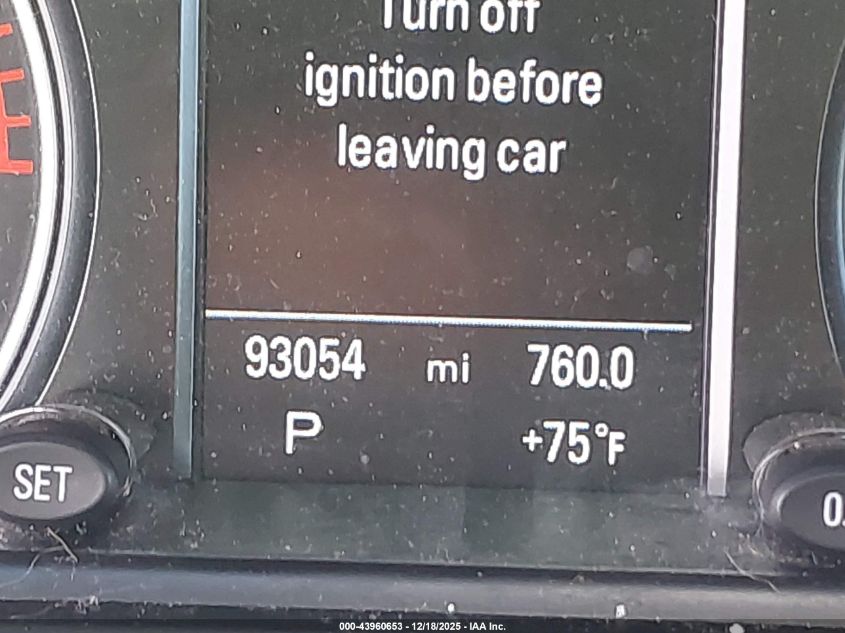 Turn off
ignition before
leaving car
93054 mi 760.0
P +75°F
SET
0.
000-43960653 - 12/18/2025 - IAA Inc.